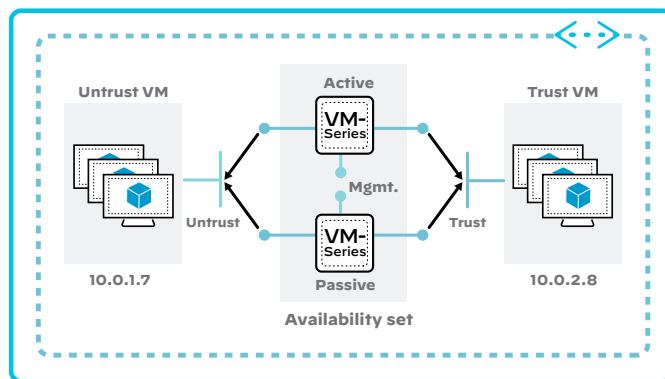 Active
Untrust VM
Trust VM
VM-
Series
Mgmt.
Untrust
Trust
VM-
Series
10.0.1.7
Passive
10.0.2.8
Availability set